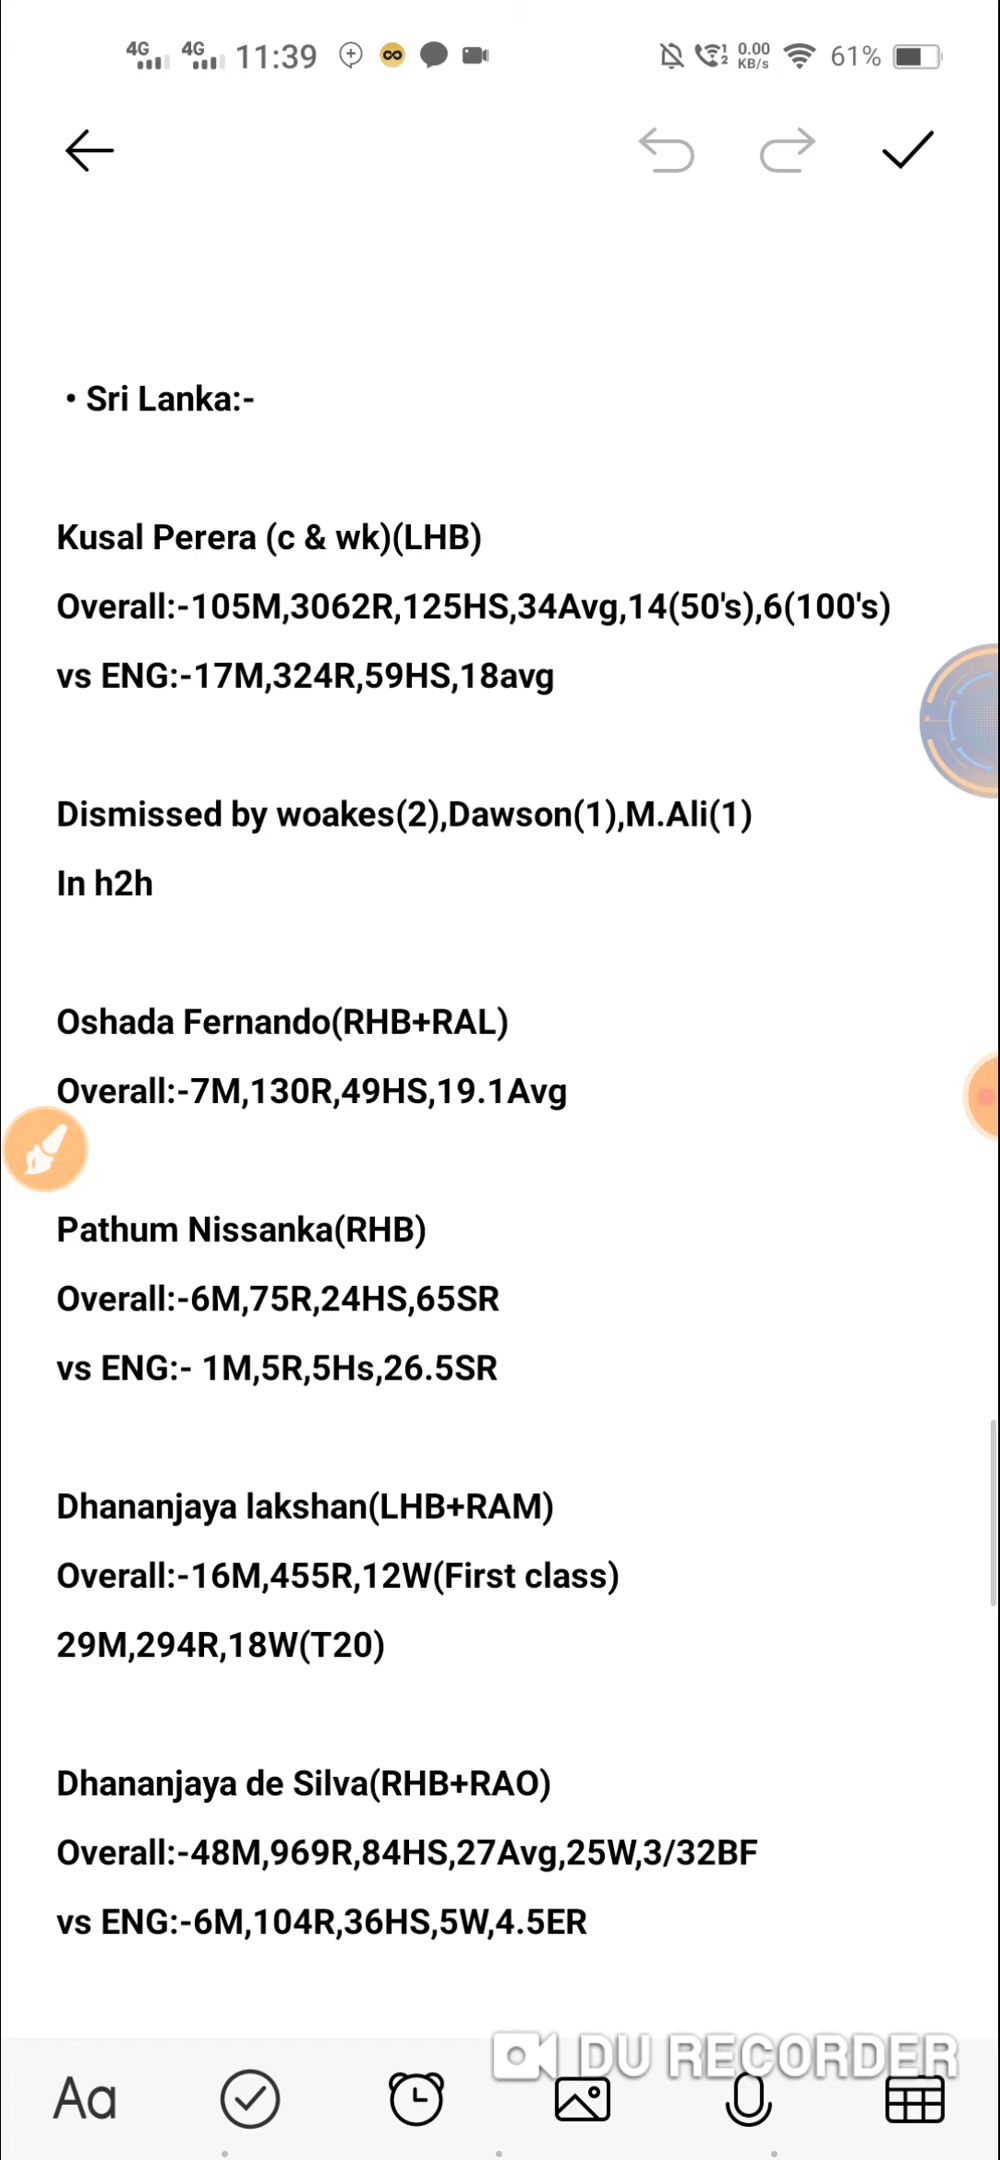 4G 4G 11:39 0.00 KB/s 61%
• Sri Lanka:-
Kusal Perera (c & wk)(LHB)
Overall:-105M,3062R,125HS,34Avg,14(50's),6(100's)
vs ENG:-17M,324R,59HS,18avg
Dismissed by woakes(2),Dawson(1),M.Ali(1)
In h2h
Oshada Fernando(RHB+RAL)
Overall:-7M,130R,49HS,19.1Avg
Pathum Nissanka(RHB)
Overall:-6M,75R,24HS,65SR
vs ENG:- 1M,5R,5Hs,26.5SR
Dhananjaya lakshan(LHB+RAM)
Overall:-16M,455R,12W(First class)
29M,294R,18W(T20)
Dhananjaya de Silva(RHB+RAO)
Overall:-48M,969R,84HS,27Avg,25W,3/32BF
vs ENG:-6M,104R,36HS,5W,4.5ER
DU RECORDER
Aa